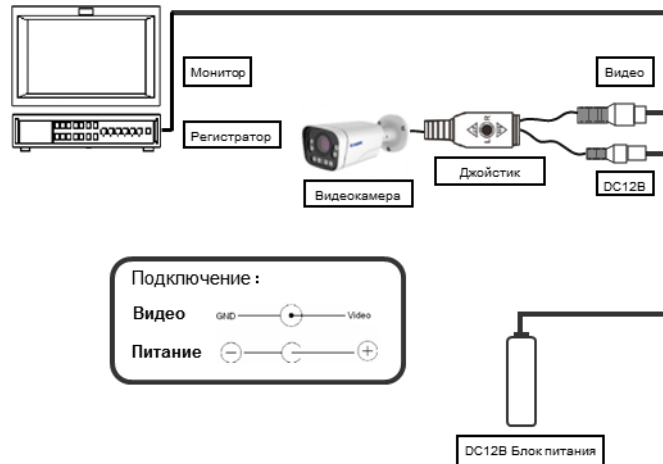 Монитор
Видео
Регистратор
Джойстик
Видеокамера
DC12В
Подключение:
Видео GND Video
Питание
DC12В Блок питания